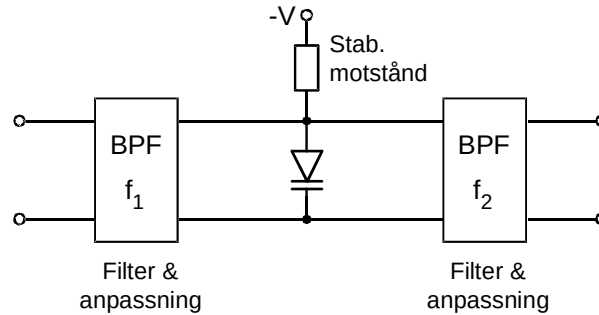 -V
Stab.
motstånd
BPF
f1
BPF
f2
Filter &
anpassning
Filter &
anpassning